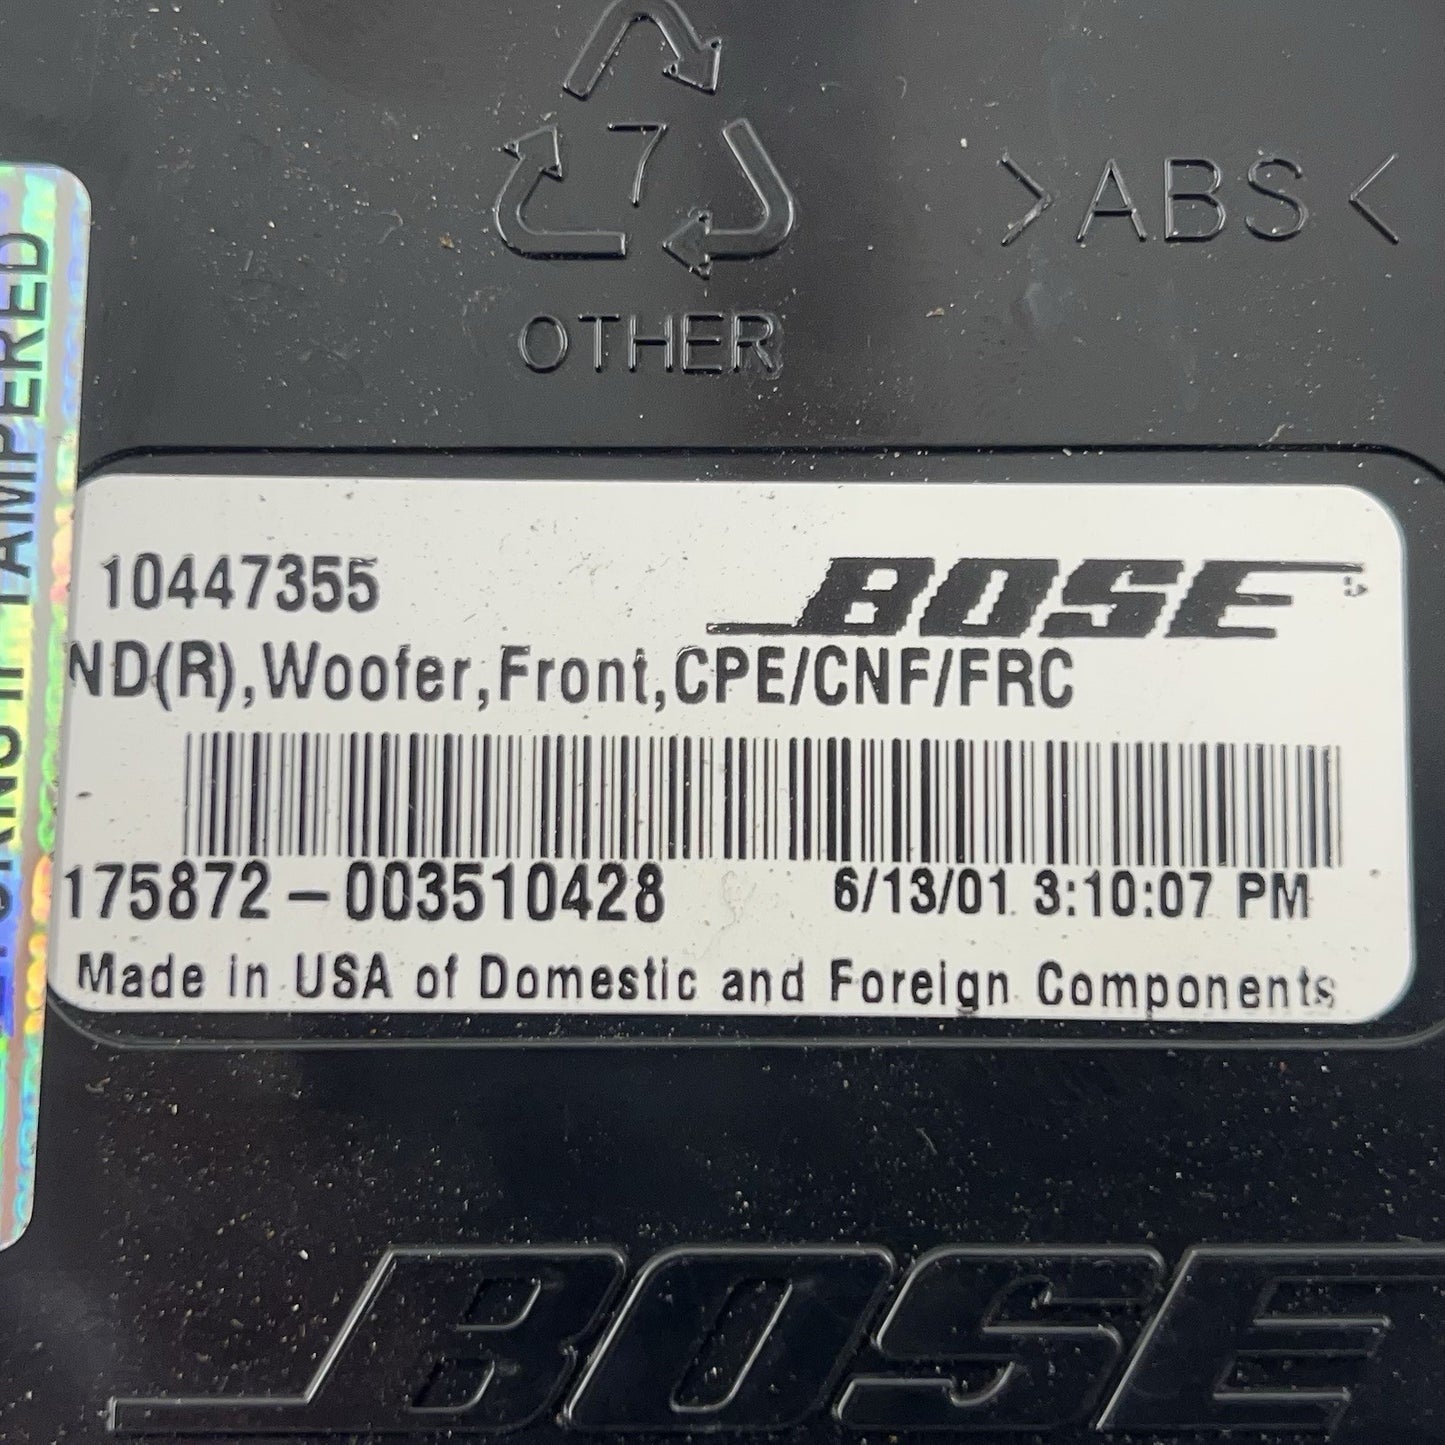 7
>ABS<
OTHER
TAMPERED
10447355
BOSE
ND(R),Woofer,Front,CPE/CNF/FRC
175872-003510428
6/13/01 3:10:07 PM
Made in USA of Domestic and Foreign Components
BOSE